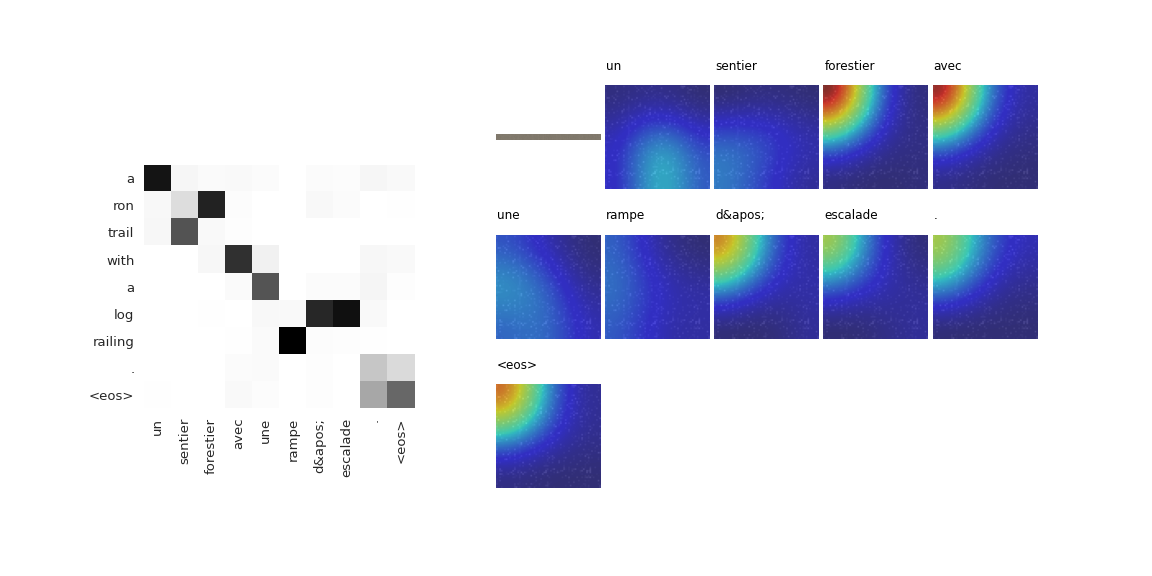 a
ron
trail
with
a
log
railing
.
<eos>
un
sentier
forestier
avec
une
rampe
d&apos;
escalade
.
<eos>
un sentier forestier avec
une rampe d&apos; escalade .
<eos>